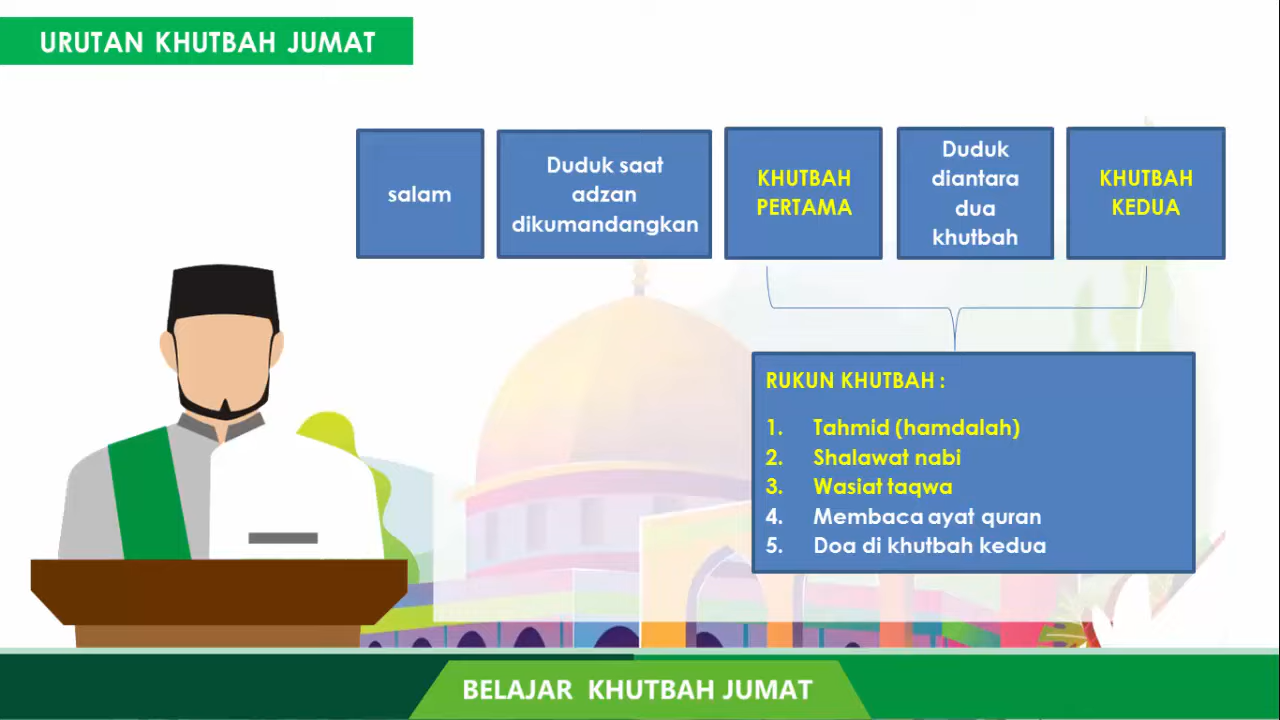 URUTAN KHUTBAH JUMAT
salam
Duduk saat
adzan
dikumandangkan
KHUTBAH
PERTAMA
Duduk
diantara
dua
khutbah
KHUTBAH
KEDUA
RUKUN KHUTBAH :
1. Tahmid (hamdalah)
2. Shalawat nabi
3. Wasiat taqwa
4. Membaca ayat quran
5. Doa di khutbah kedua
BELAJAR KHUTBAH JUMAT